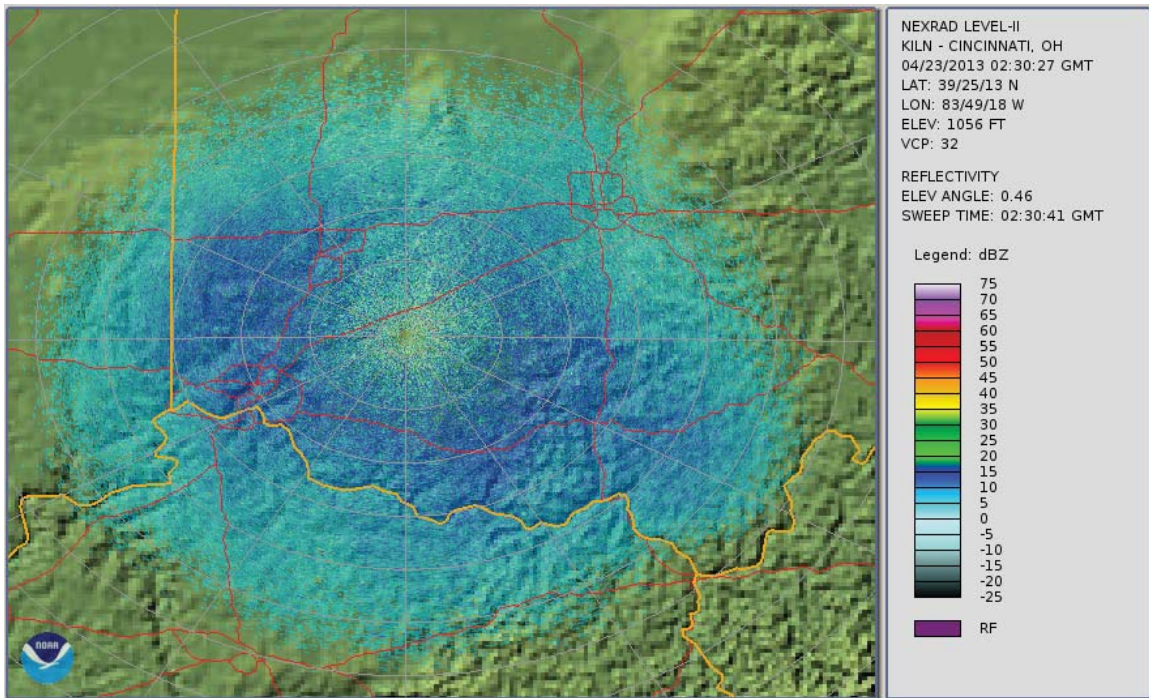 NEXRAD LEVEL-II
KILN - CINCINNATI, OH
04/23/2013 02:30:27 GMT
LAT: 39/25/13 N
LON: 83/49/18 W
ELEV: 1056 FT
VCP: 32
REFLECTIVITY
ELEV ANGLE: 0.46
SWEEP TIME: 02:30:41 GMT
Legend: dBZ
75
70
65
60
55
50
45
40
35
30
25
20
15
10
5
0
-5
-10
-15
-20
-25
RF
NOAA